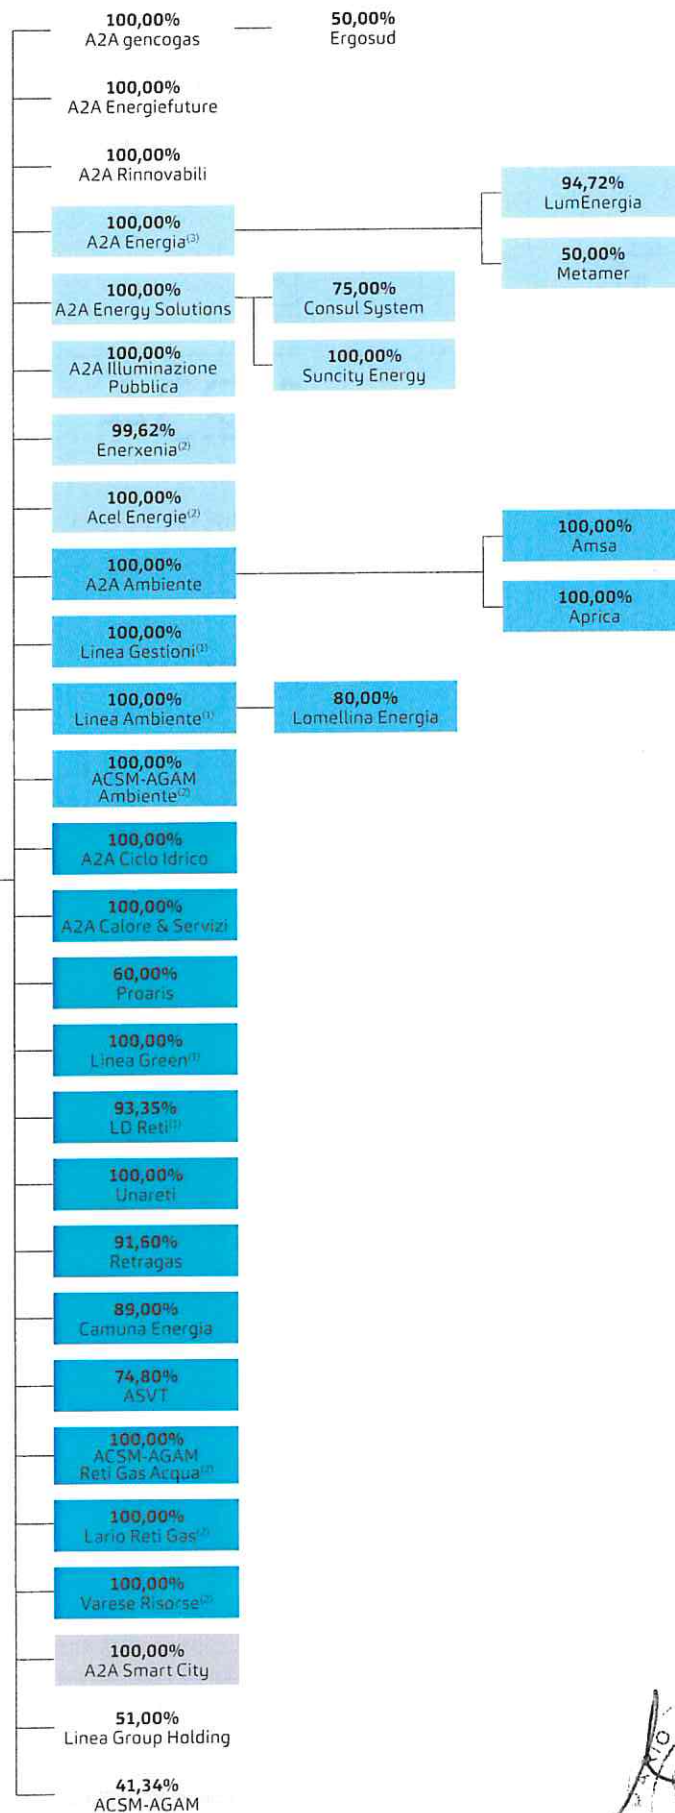 100,00%
A2A gencogas
50,00%
Ergosud
100,00%
A2A Energiefuture
100,00%
A2A Rinnovabili
100,00%
A2A Energia(3)
94,72%
LumEnergia
50,00%
Metamer
100,00%
A2A Energy Solutions
75,00%
Consul System
100,00%
Suncity Energy
100,00%
A2A Illuminazione
Pubblica
99,62%
Enerxenia(2)
100,00%
Acel Energie(2)
100,00%
A2A Ambiente
100,00%
Amsa
100,00%
Aprica
100,00%
Linea Gestioni(1)
100,00%
Linea Ambiente(1)
80,00%
Lomellina Energia
100,00%
ACSM-AGAM
Ambiente(2)
100,00%
A2A Ciclo Idrico
100,00%
A2A Calore & Servizi
60,00%
Proaris
100,00%
Linea Green(1)
93,35%
LD Reti(1)
100,00%
Unareti
91,60%
Retragas
89,00%
Camuna Energia
74,80%
ASVT
100,00%
ACSM-AGAM
Reti Gas Acqua(2)
100,00%
Lario Reti Gas(2)
100,00%
Varese Risorse(2)
100,00%
A2A Smart City
51,00%
Linea Group Holding
41,34%
ACSM-AGAM